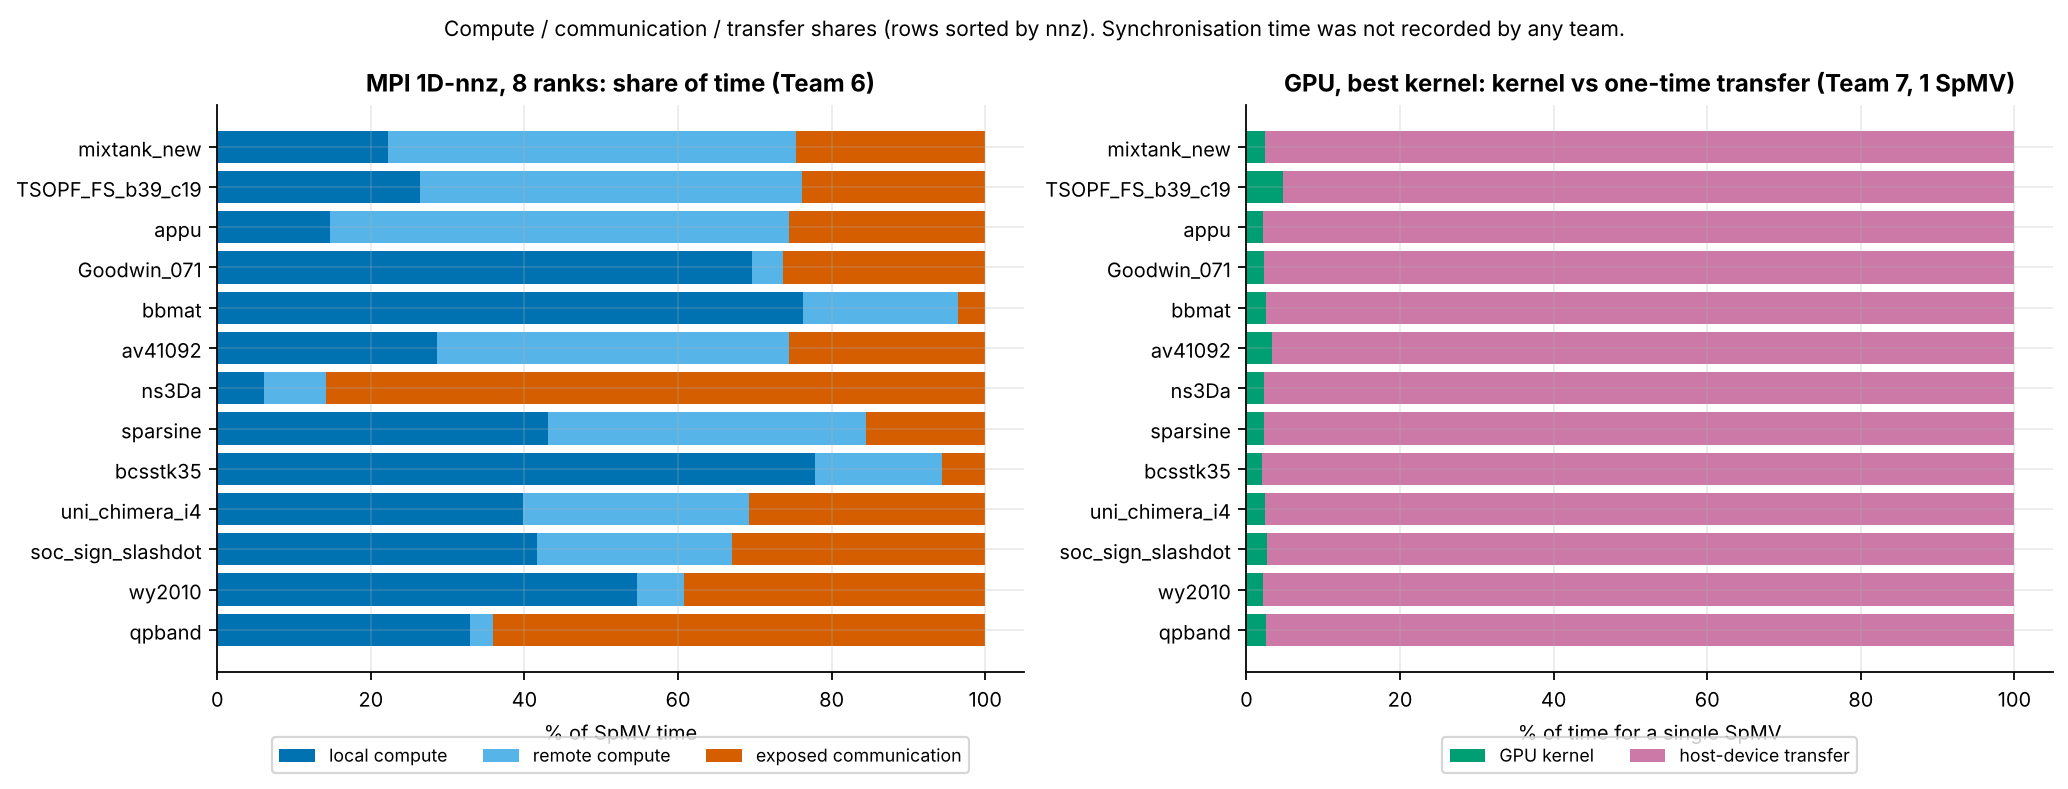 Compute / communication / transfer shares (rows sorted by nnz). Synchronisation time was not recorded by any team.
MPI 1D-nnz, 8 ranks: share of time (Team 6)
mixtank_new
TSOPF_FS_b39_c19
appu
Goodwin_071
bbmat
av41092
ns3Da
sparsine
bcsstk35
uni_chimera_i4
soc_sign_slashdot
wy2010
qpband
0 20 40 60 80 100
% of SpMV time
local compute remote compute exposed communication
GPU, best kernel: kernel vs one-time transfer (Team 7, 1 SpMV)
mixtank_new
TSOPF_FS_b39_c19
appu
Goodwin_071
bbmat
av41092
ns3Da
sparsine
bcsstk35
uni_chimera_i4
soc_sign_slashdot
wy2010
qpband
0 20 40 60 80 100
% of time for a single SpMV
GPU kernel host-device transfer